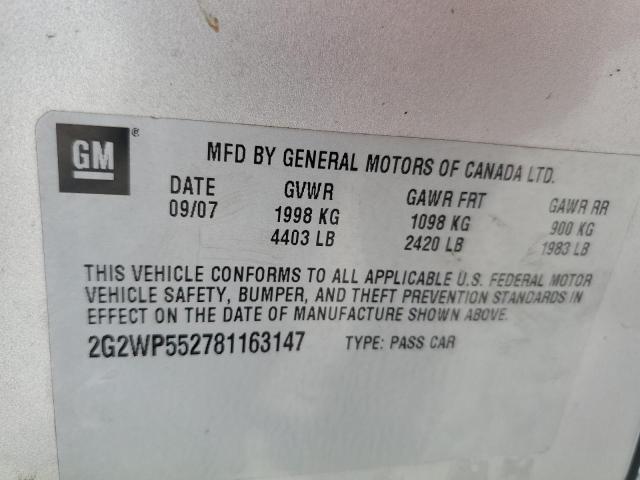 GM®
MFD BY GENERAL MOTORS OF CANADA LTD.
DATE GVWR GAWR FRT GAWR RR
09/07 1998 KG 1098 KG 900 KG
4403 LB 2420 LB 1983 LB
THIS VEHICLE CONFORMS TO ALL APPLICABLE U.S. FEDERAL MOTOR
VEHICLE SAFETY, BUMPER, AND THEFT PREVENTION STANDARDS IN
EFFECT ON THE DATE OF MANUFACTURE SHOWN ABOVE.
2G2WP552781163147 TYPE: PASS CAR